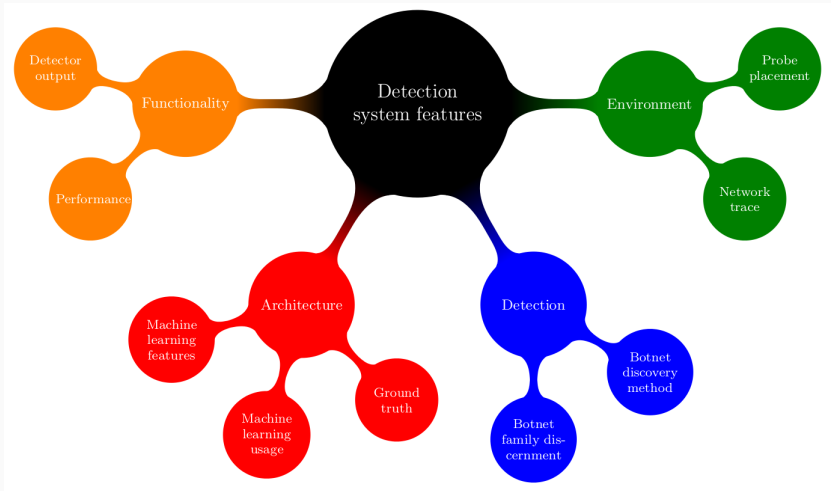 Detection
system features
Functionality
Detector
output
Performance
Environment
Probe
placement
Network
trace
Architecture
Machine
learning
features
Machine
learning
usage
Ground
truth
Detection
Botnet
discovery
method
Botnet
family dis-
cernment